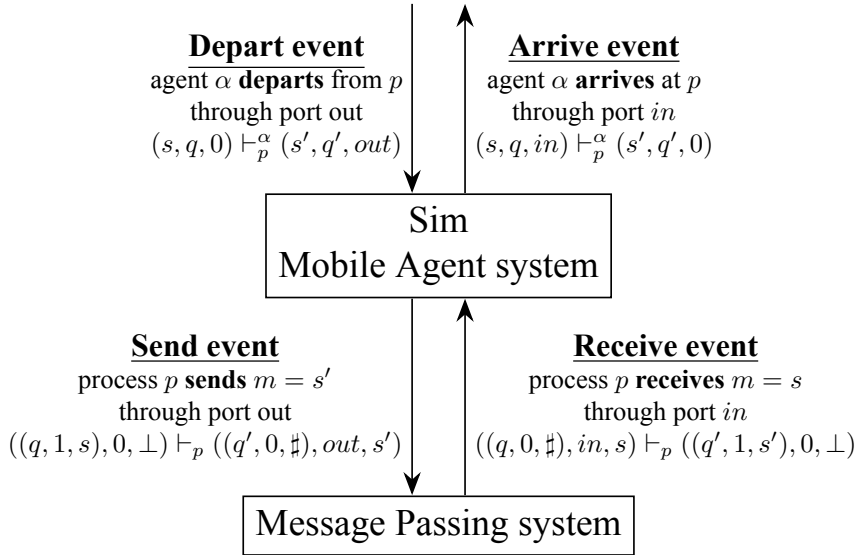 Depart event
agent α departs from p
through port out
(s, q, 0) ⊢_p^α (s′, q′, out)
Arrive event
agent α arrives at p
through port in
(s, q, in) ⊢_p^α (s′, q′, 0)
Sim
Mobile Agent system
Send event
process p sends m = s′
through port out
((q, 1, s), 0, ⊥) ⊢_p ((q′, 0, ♯), out, s′)
Receive event
process p receives m = s
through port in
((q, 0, ♯), in, s) ⊢_p ((q′, 1, s′), 0, ⊥)
Message Passing system